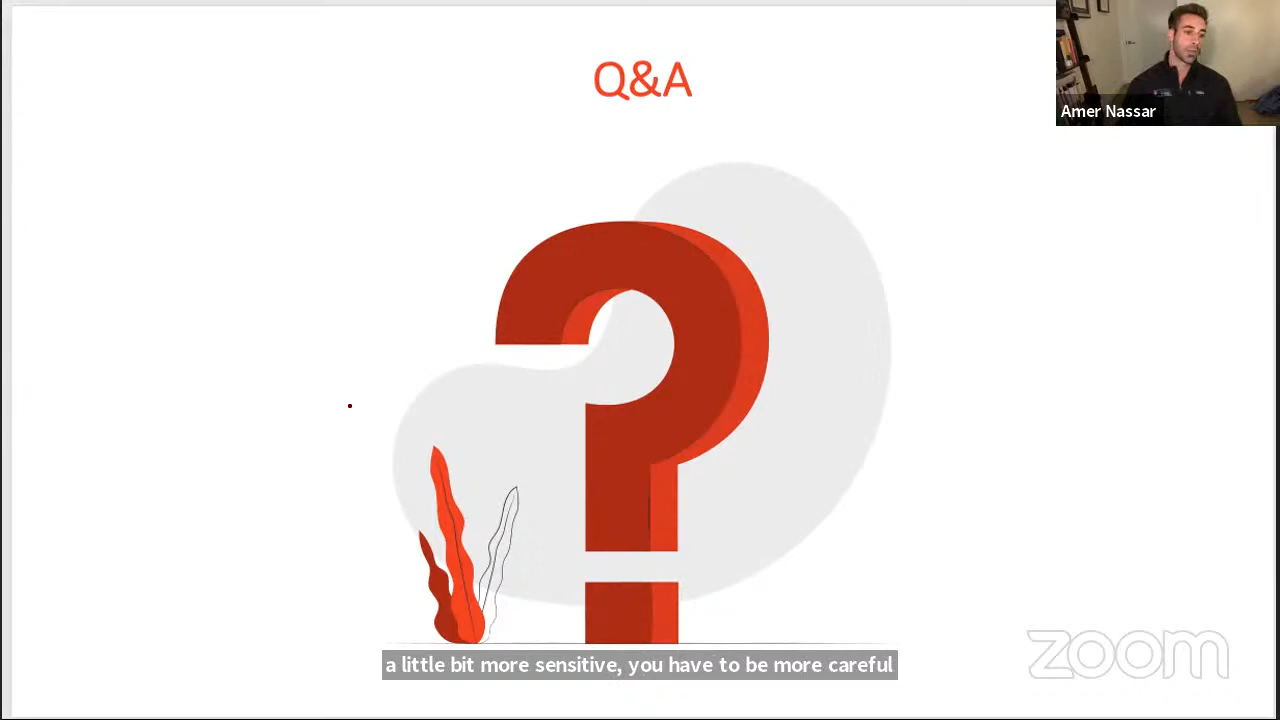 Q&A
Amer Nassar
a little bit more sensitive, you have to be more careful
zoom